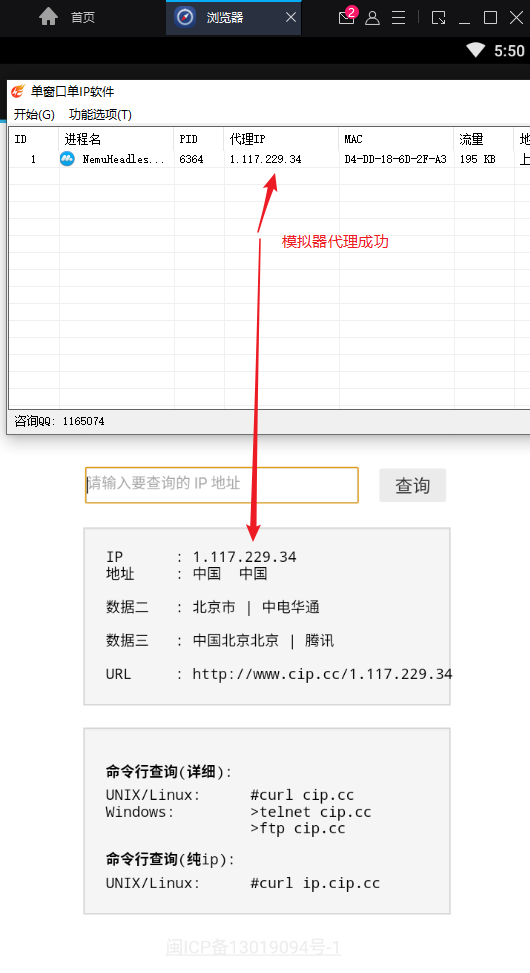 首页
浏览器
2
5:50
单窗口单IP软件
开始(G) 功能选项(T)
ID 进程名 PID 代理IP MAC 流量
1 NemuHeadles... 6364 1.117.229.34 D4-DD-18-6D-2F-A3 195 KB 上
模拟器代理成功
咨询QQ: 1165074
请输入要查询的 IP 地址
查询
IP : 1.117.229.34
地址 : 中国 中国
数据二 : 北京市 | 中电华通
数据三 : 中国北京北京 | 腾讯
URL : http://www.cip.cc/1.117.229.34
命令行查询(详细):
UNIX/Linux: #curl cip.cc
Windows: >telnet cip.cc
>ftp cip.cc
命令行查询(纯ip):
UNIX/Linux: #curl ip.cip.cc
闽ICP备13019094号-1